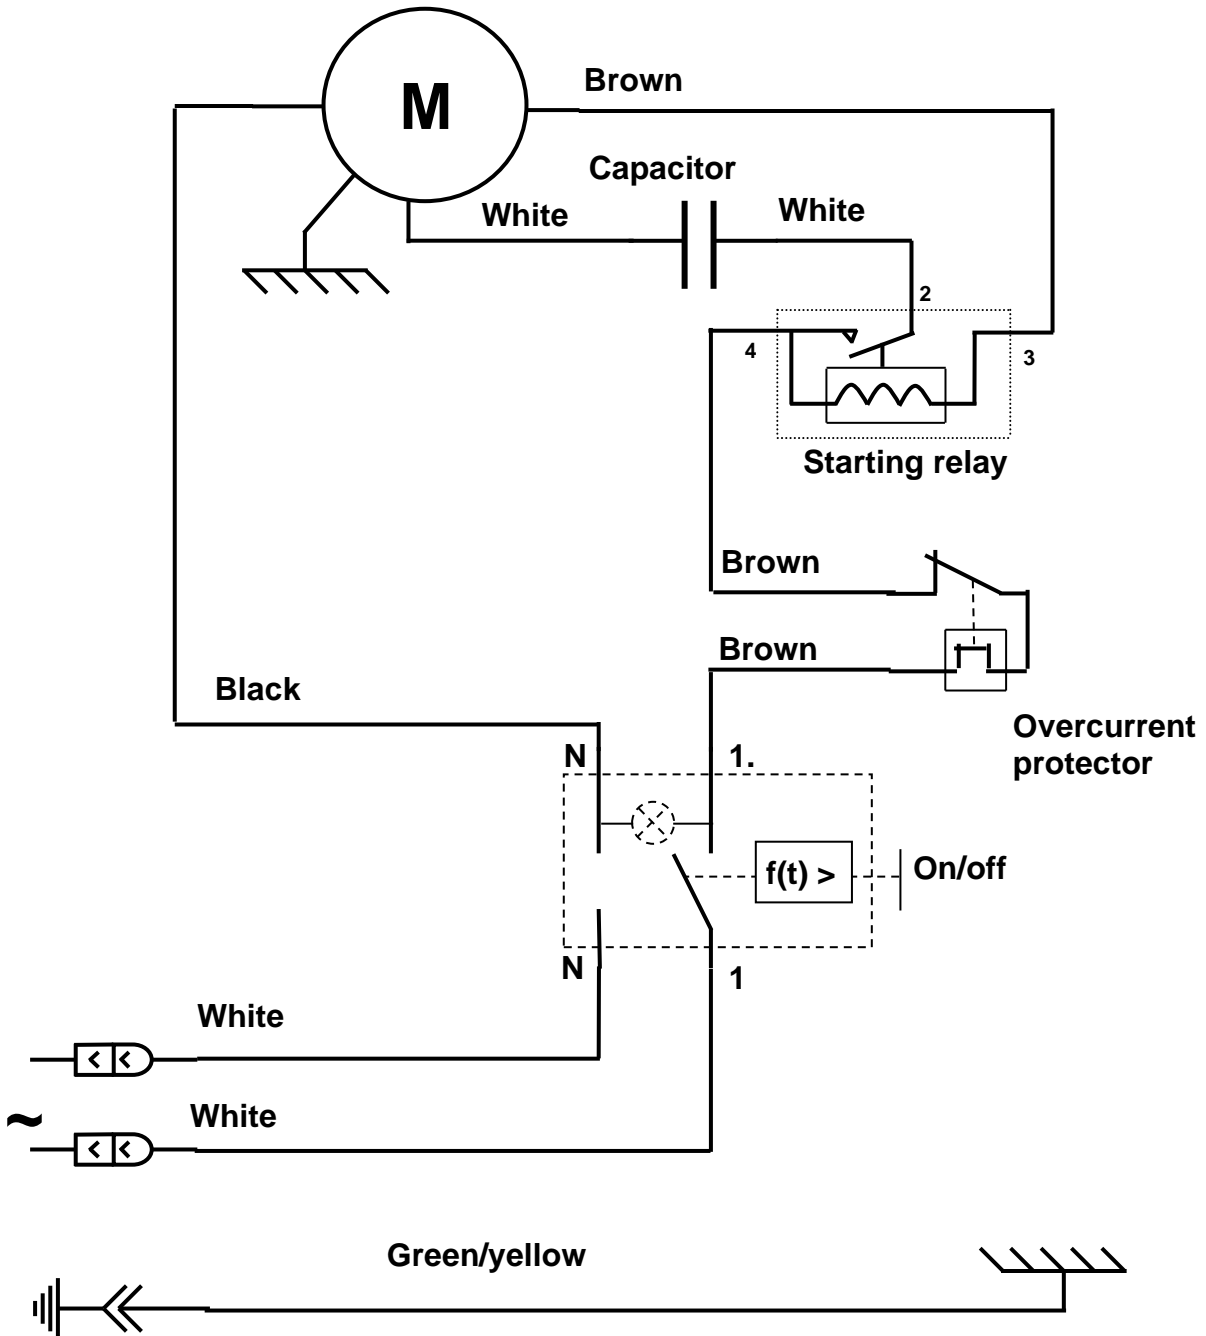 M
Brown
Capacitor
White
White
2
4
3
Starting relay
Brown
Brown
Black
Overcurrent
protector
N
1.
f(t) >
On/off
N
1
White
~
White
Green/yellow